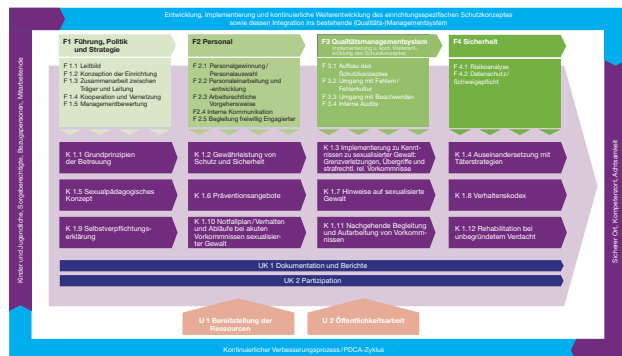 Entwicklung, Implementierung und kontinuierliche Weiterentwicklung des einrichtungsspezifischen Schutzkonzeptes
sowie dessen Integration ins bestehende (Qualitäts-)Managementsystem
Kinder und Jugendliche, Sorgeberechtigte, Bezugspersonen, Mitarbeitende
F1 Führung, Politik
und Strategie
F 1.1 Leitbild
F 1.2 Konzeption der Einrichtung
F 1.3 Zusammenarbeit zwischen
Träger und Leitung
F 1.4 Kooperation und Vernetzung
F 1.5 Managementbewertung
F2 Personal
F 2.1 Personalgewinnung/
Personalauswahl
F 2.2 Personaleinarbeitung und
-entwicklung
F 2.3 Arbeitsrechtliche
Vorgehensweise
F2.4 Interne Kommunikation
F 2.5 Begleitung freiwillig Engagierter
F3 Qualitätsmanagementsystem
Implementierung u. kont. Weiterent-
wicklung des Schutzkonzeptes
F 3.1 Aufbau des
Schutzkonzeptes
F 3.2 Umgang mit Fehlern/
Fehlerkultur
F 3.3 Umgang mit Beschwerden
F 3.4 Interne Audits
F4 Sicherheit
F 4.1 Risikoanalyse
F 4.2 Datenschutz/
Schweigepflicht
K 1.1 Grundprinzipien
der Betreuung
K 1.2 Gewährleistung von
Schutz und Sicherheit
K 1.3 Implementierung zu Kennt-
nissen zu sexualisierter Gewalt:
Grenzverletzungen, Übergriffe und
strafrechtl. rel. Vorkommnisse
K 1.4 Auseinandersetzung mit
Täterstrategien
K 1.5 Sexualpädagogisches
Konzept
K 1.6 Präventionsangebote
K 1.7 Hinweise auf sexualisierte
Gewalt
K 1.8 Verhaltenskodex
K 1.9 Selbstverpflichtungs-
erklärung
K 1.10 Notfallplan/Verhalten
und Abläufe bei akuten
Vorkommnissen sexualisier-
ter Gewalt
K 1.11 Nachgehende Begleitung
und Aufarbeitung von Vorkomm-
nissen
K 1.12 Rehabilitation bei
unbegründetem Verdacht
UK 1 Dokumentation und Berichte
UK 2 Partizipation
U 1 Bereitstellung der
Ressourcen
U 2 Öffentlichkeitsarbeit
Sicherer Ort, Kompetenzort, Achtsamkeit
Kontinuierlicher Verbesserungsprozess/PDCA-Zyklus